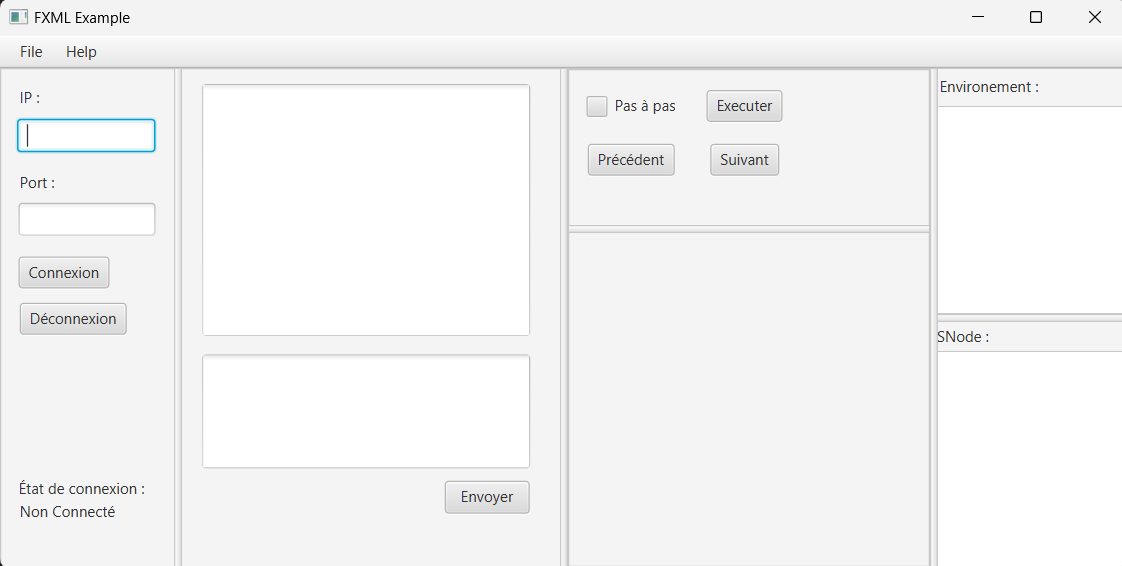 FXML Example
File Help
IP :
Port :
Connexion
Déconnexion
État de connexion :
Non Connecté
Envoyer
Pas à pas Executer
Précédent Suivant
Environement :
SNode :